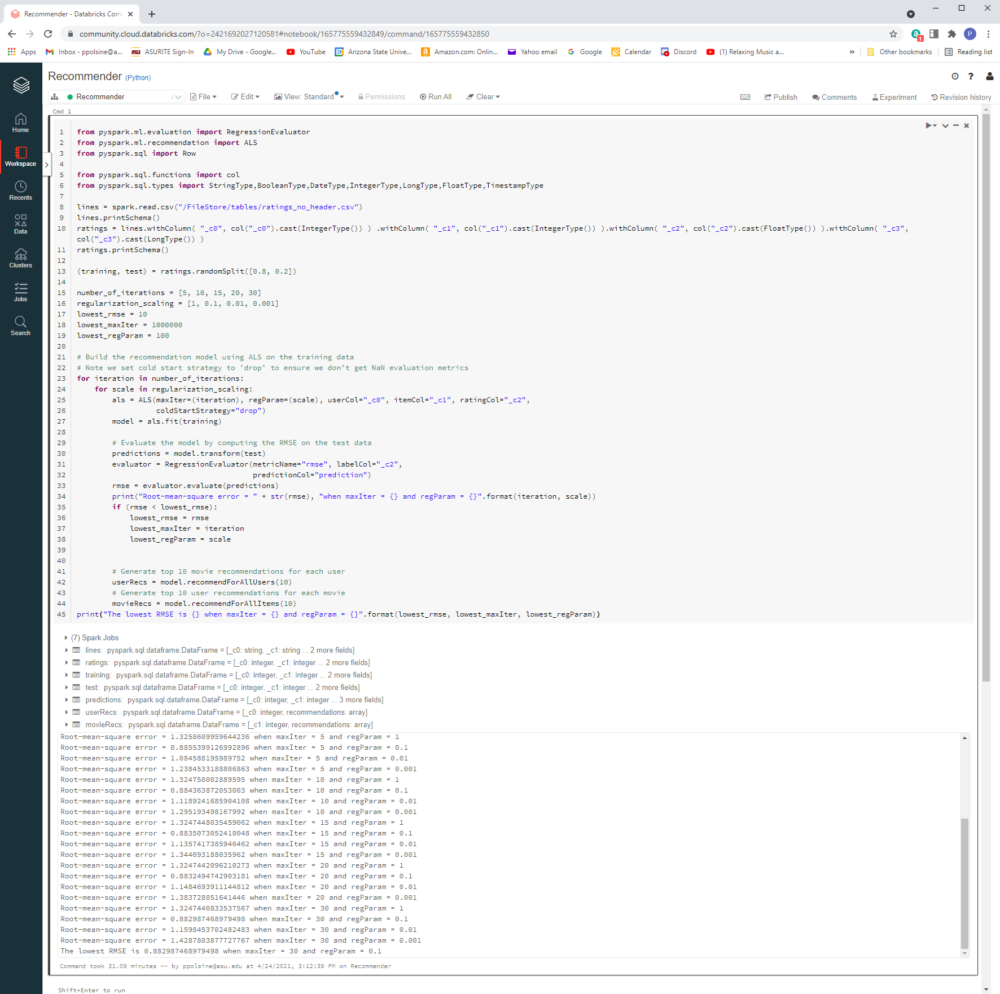 Recommender - Databricks Com
community.cloud.databricks.com/?o=2421692027120581#notebook/165775559432849/command/165775559432850
1
P
Apps
Inbox - ppolsine@a...
ASURITE Sign-In
My Drive - Google...
YouTube
28
Arizona State Unive...
Amazon.com: Onlin...
Yahoo email
Google
Calendar
Discord
(1) Relaxing Music a...
»
Other bookmarks
Reading list
Recommender (Python)
Recommender
File
Edit
View: Standard
Permissions
Run All
Clear
Publish
Comments
Experiment
Revision history
Home
Workspace
Recents
Data
Clusters
Jobs
Search
Cmd 1
1 from pyspark.ml.evaluation import RegressionEvaluator
2 from pyspark.ml.recommendation import ALS
3 from pyspark.sql import Row
4
5 from pyspark.sql.functions import col
6 from pyspark.sql.types import StringType,BooleanType,DateType,IntegerType,LongType,FloatType,TimestampType
7
8 lines = spark.read.csv("/FileStore/tables/ratings_no_header.csv")
9 lines.printSchema()
10 ratings = lines.withColumn( "_c0", col("_c0").cast(IntegerType()) ) .withColumn( "_c1", col("_c1").cast(IntegerType()) ).withColumn( "_c2", col("_c2").cast(FloatType()) ).withColumn( "_c3",
col("_c3").cast(LongType()) )
11 ratings.printSchema()
12
13 (training, test) = ratings.randomSplit([0.8, 0.2])
14
15 number_of_iterations = [5, 10, 15, 20, 30]
16 regularization_scaling = [1, 0.1, 0.01, 0.001]
17 lowest_rmse = 10
18 lowest_maxIter = 1000000
19 lowest_regParam = 100
20
21 # Build the recommendation model using ALS on the training data
22 # Note we set cold start strategy to 'drop' to ensure we don't get NaN evaluation metrics
23 for iteration in number_of_iterations:
24 for scale in regularization_scaling:
25 als = ALS(maxIter=(iteration), regParam=(scale), userCol="_c0", itemCol="_c1", ratingCol="_c2",
26 coldStartStrategy="drop")
27 model = als.fit(training)
28
29 # Evaluate the model by computing the RMSE on the test data
30 predictions = model.transform(test)
31 evaluator = RegressionEvaluator(metricName="rmse", labelCol="_c2",
32 predictionCol="prediction")
33 rmse = evaluator.evaluate(predictions)
34 print("Root-mean-square error = " + str(rmse), "when maxIter = {} and regParam = {}".format(iteration, scale))
35 if (rmse < lowest_rmse):
36 lowest_rmse = rmse
37 lowest_maxIter = iteration
38 lowest_regParam = scale
39
40
41 # Generate top 10 movie recommendations for each user
42 userRecs = model.recommendForAllUsers(10)
43 # Generate top 10 user recommendations for each movie
44 movieRecs = model.recommendForAllItems(10)
45 print("The lowest RMSE is {} when maxIter = {} and regParam = {}".format(lowest_rmse, lowest_maxIter, lowest_regParam))
(7) Spark Jobs
lines: pyspark.sql.dataframe.DataFrame = [_c0: string, _c1: string ... 2 more fields]
ratings: pyspark.sql.dataframe.DataFrame = [_c0: integer, _c1: integer ... 2 more fields]
training: pyspark.sql.dataframe.DataFrame = [_c0: integer, _c1: integer ... 2 more fields]
test: pyspark.sql.dataframe.DataFrame = [_c0: integer, _c1: integer ... 2 more fields]
predictions: pyspark.sql.dataframe.DataFrame = [_c0: integer, _c1: integer ... 3 more fields]
userRecs: pyspark.sql.dataframe.DataFrame = [_c0: integer, recommendations: array]
movieRecs: pyspark.sql.dataframe.DataFrame = [_c1: integer, recommendations: array]
Root-mean-square error = 1.3258609959644236 when maxIter = 5 and regParam = 1
Root-mean-square error = 0.8855399126992896 when maxIter = 5 and regParam = 0.1
Root-mean-square error = 1.084588195989752 when maxIter = 5 and regParam = 0.01
Root-mean-square error = 1.2384533188806863 when maxIter = 5 and regParam = 0.001
Root-mean-square error = 1.324750002889595 when maxIter = 10 and regParam = 1
Root-mean-square error = 0.884363872053003 when maxIter = 10 and regParam = 0.1
Root-mean-square error = 1.1189241685904108 when maxIter = 10 and regParam = 0.01
Root-mean-square error = 1.295193498167992 when maxIter = 10 and regParam = 0.001
Root-mean-square error = 1.3247448035459062 when maxIter = 15 and regParam = 1
Root-mean-square error = 0.8835073052410048 when maxIter = 15 and regParam = 0.1
Root-mean-square error = 1.1357417385946462 when maxIter = 15 and regParam = 0.01
Root-mean-square error = 1.344093188035962 when maxIter = 15 and regParam = 0.001
Root-mean-square error = 1.3247442096210273 when maxIter = 20 and regParam = 1
Root-mean-square error = 0.8832494742903181 when maxIter = 20 and regParam = 0.1
Root-mean-square error = 1.1484693911144812 when maxIter = 20 and regParam = 0.01
Root-mean-square error = 1.383728051641446 when maxIter = 20 and regParam = 0.001
Root-mean-square error = 1.3247440833537567 when maxIter = 30 and regParam = 1
Root-mean-square error = 0.882987468979498 when maxIter = 30 and regParam = 0.1
Root-mean-square error = 1.1598453702482483 when maxIter = 30 and regParam = 0.01
Root-mean-square error = 1.4287803877727767 when maxIter = 30 and regParam = 0.001
The lowest RMSE is 0.882987468979498 when maxIter = 30 and regParam = 0.1
Command took 31.09 minutes -- by ppolsine@asu.edu at 4/24/2021, 3:12:39 PM on Recommender
Shift+Enter to run